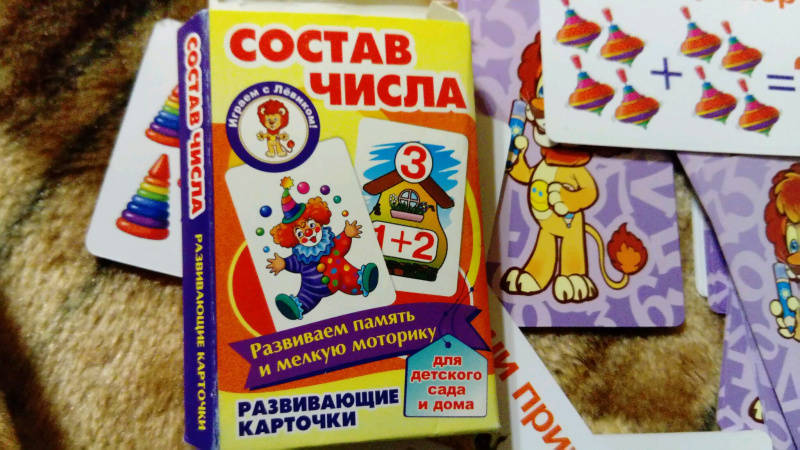 СОСТАВ ЧИСЛА
РАЗВИВАЮЩИЕ КАРТОЧКИ
СОСТАВ
ЧИСЛА
Играем с Лёвиком!
3
1+2
Развиваем память
и мелкую моторику
для
детского
сада
и дома
РАЗВИВАЮЩИЕ
КАРТОЧКИ
+ =